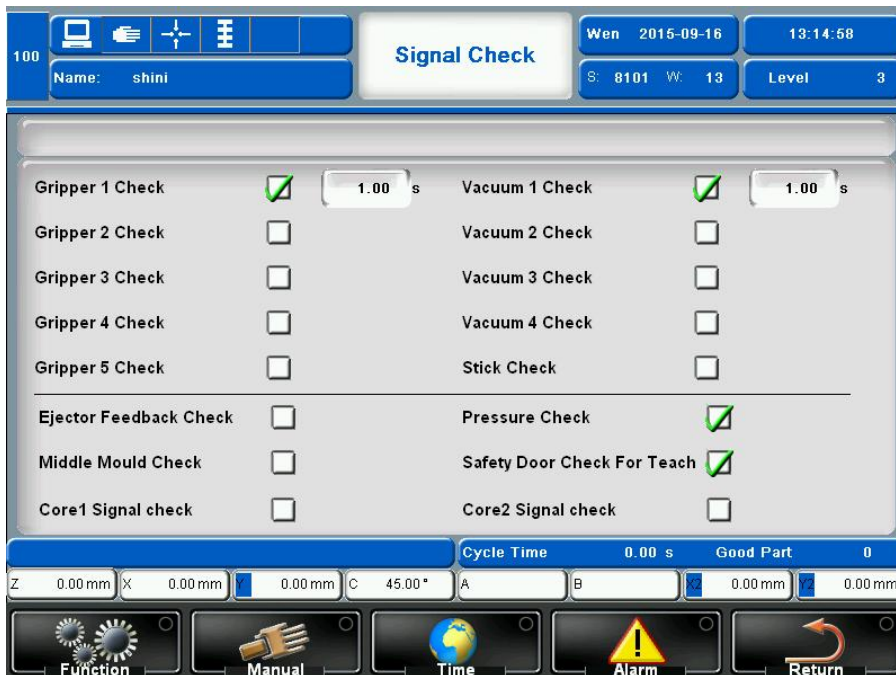 100
Name: shini
Signal Check
Wen 2015-09-16
13:14:58
S: 8101 W: 13
Level 3
Gripper 1 Check 1.00 s Vacuum 1 Check 1.00 s
Gripper 2 Check Vacuum 2 Check
Gripper 3 Check Vacuum 3 Check
Gripper 4 Check Vacuum 4 Check
Gripper 5 Check Stick Check
Ejector Feedback Check Pressure Check
Middle Mould Check Safety Door Check For Teach
Core1 Signal check Core2 Signal check
Cycle Time 0.00 s Good Part 0
Z 0.00 mm X 0.00 mm Y 0.00 mm C 45.00° A B X2 0.00 mm Y2 0.00 mm
Function Manual Time Alarm Return